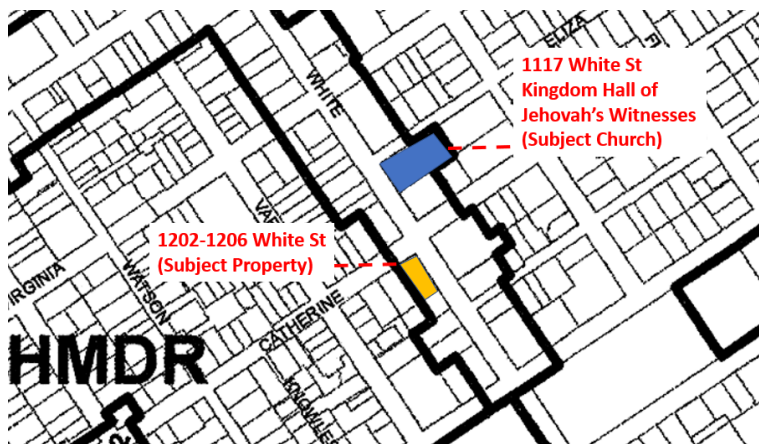 ELIZA
1117 White St
Kingdom Hall of
Jehovah's Witnesses
(Subject Church)
WHITE
1202-1206 White St
(Subject Property)
WATSON
CATHERINE
HMDR